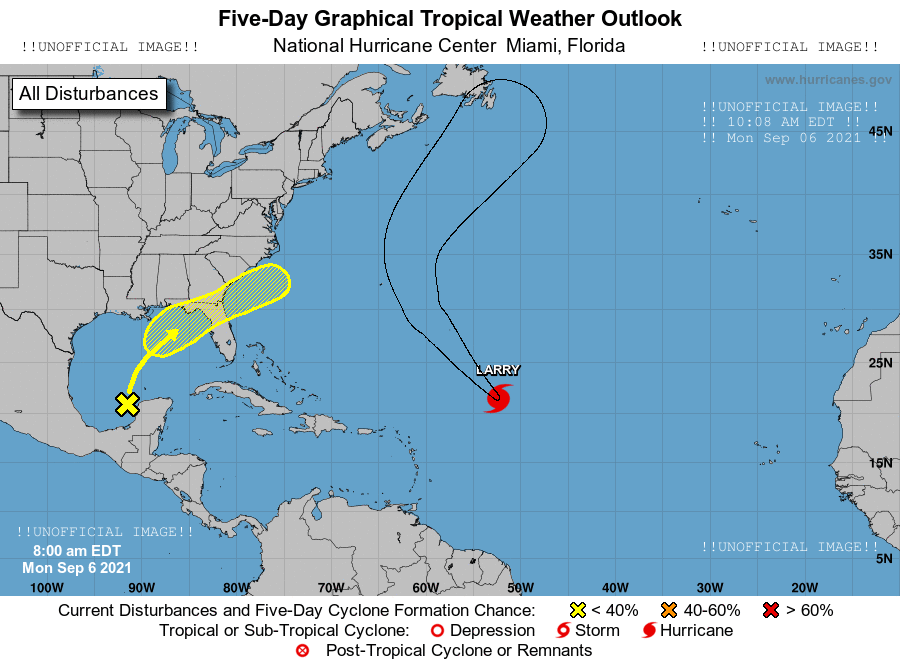 Five-Day Graphical Tropical Weather Outlook
!!UNOFFICIAL IMAGE!! National Hurricane Center Miami, Florida !!UNOFFICIAL IMAGE!!
All Disturbances
www.hurricanes.gov
!!UNOFFICIAL IMAGE!!
!! 10:08 AM EDT !!
!! Mon Sep 06 2021 !!
45N
35N
25N
LARRY
15N
!!UNOFFICIAL IMAGE!!
8:00 am EDT
Mon Sep 6 2021
!!UNOFFICIAL IMAGE!!
5N
100W 90W 80W 70W 60W 50W 40W 30W 20W
Current Disturbances and Five-Day Cyclone Formation Chance: < 40% 40-60% > 60%
Tropical or Sub-Tropical Cyclone: Depression Storm Hurricane
Post-Tropical Cyclone or Remnants